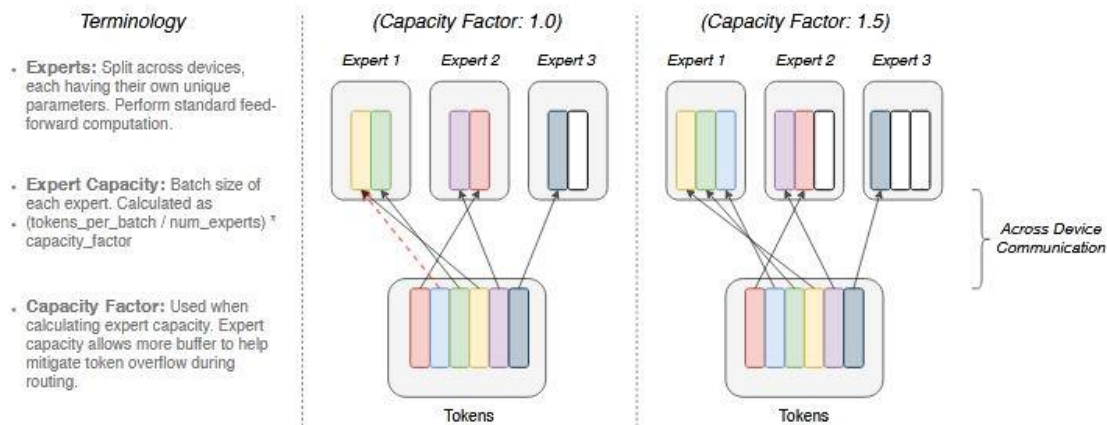 Terminology
• Experts: Split across devices,
each having their own unique
parameters. Perform standard feed-
forward computation.
• Expert Capacity: Batch size of
each expert. Calculated as
• (tokens_per_batch / num_experts) *
capacity_factor
• Capacity Factor: Used when
calculating expert capacity. Expert
capacity allows more buffer to help
mitigate token overflow during
routing.
(Capacity Factor: 1.0)
Expert 1 Expert 2 Expert 3
Tokens
(Capacity Factor: 1.5)
Expert 1 Expert 2 Expert 3
Tokens
Across Device
Communication